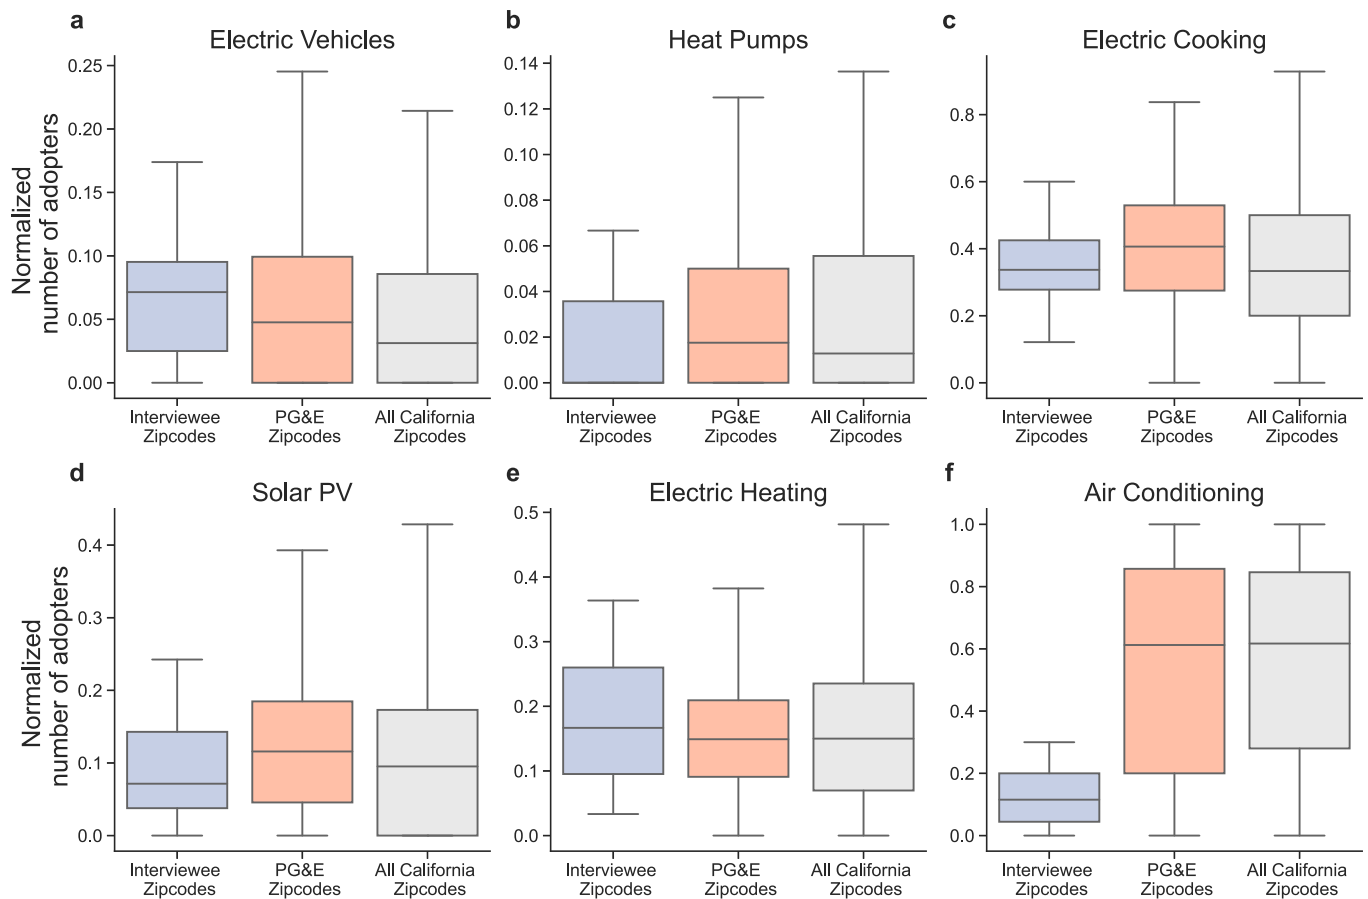 a
Electric Vehicles
Normalized
number of adopters
0.25
0.20
0.15
0.10
0.05
0.00
Interviewee
Zipcodes
PG&E
Zipcodes
All California
Zipcodes
b
Heat Pumps
0.14
0.12
0.10
0.08
0.06
0.04
0.02
0.00
Interviewee
Zipcodes
PG&E
Zipcodes
All California
Zipcodes
c
Electric Cooking
0.8
0.6
0.4
0.2
0.0
Interviewee
Zipcodes
PG&E
Zipcodes
All California
Zipcodes
d
Solar PV
Normalized
number of adopters
0.4
0.3
0.2
0.1
0.0
Interviewee
Zipcodes
PG&E
Zipcodes
All California
Zipcodes
e
Electric Heating
0.5
0.4
0.3
0.2
0.1
0.0
Interviewee
Zipcodes
PG&E
Zipcodes
All California
Zipcodes
f
Air Conditioning
1.0
0.8
0.6
0.4
0.2
0.0
Interviewee
Zipcodes
PG&E
Zipcodes
All California
Zipcodes